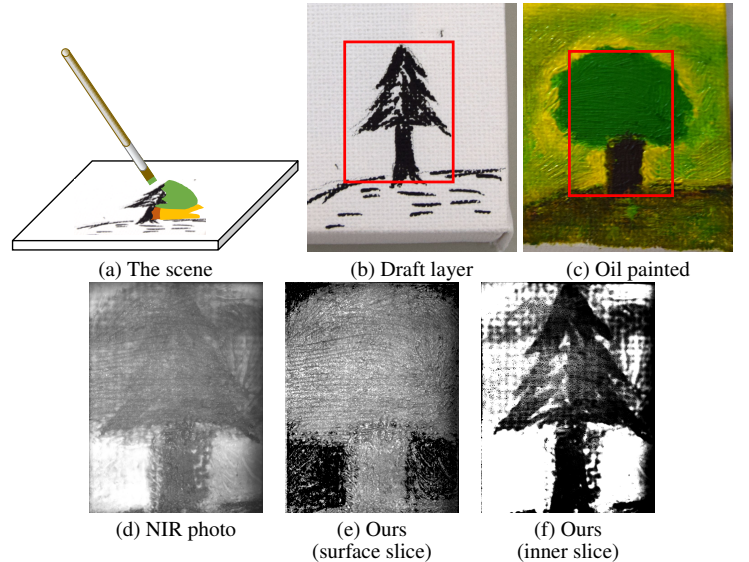 (a) The scene
(b) Draft layer
(c) Oil painted
(d) NIR photo
(e) Ours
(surface slice)
(f) Ours
(inner slice)